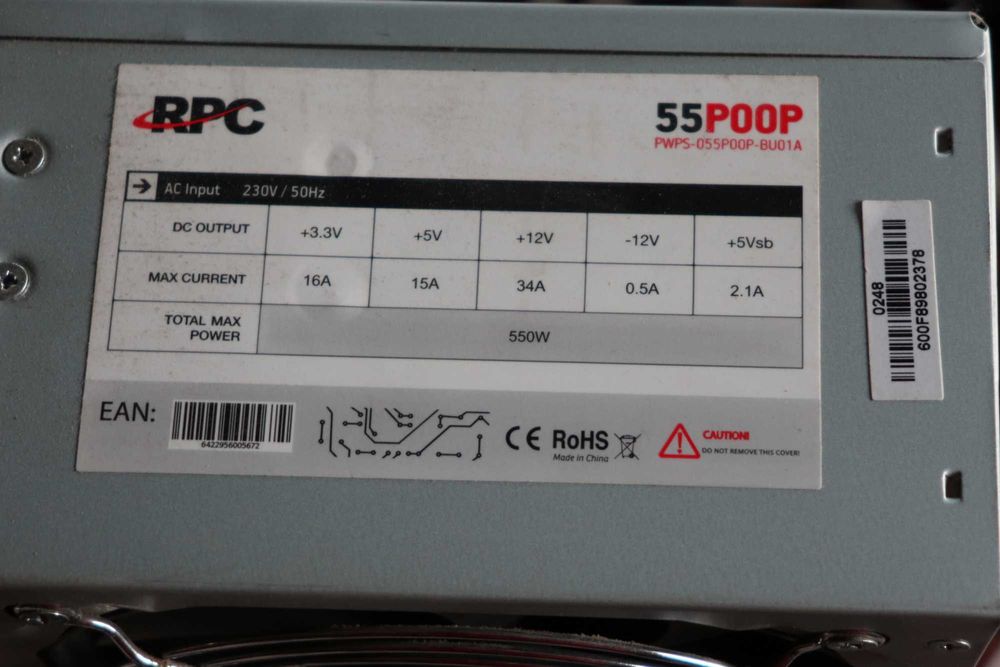 RPC
55P00P
PWPS-055P00P-BU01A
AC Input 230V / 50Hz
DC OUTPUT +3.3V +5V +12V -12V +5Vsb
MAX CURRENT 16A 15A 34A 0.5A 2.1A
TOTAL MAX
POWER
550W
EAN:
6422956005672
CE RoHS
Made in China
CAUTION!
DO NOT REMOVE THIS COVER!
0248
600F89802378